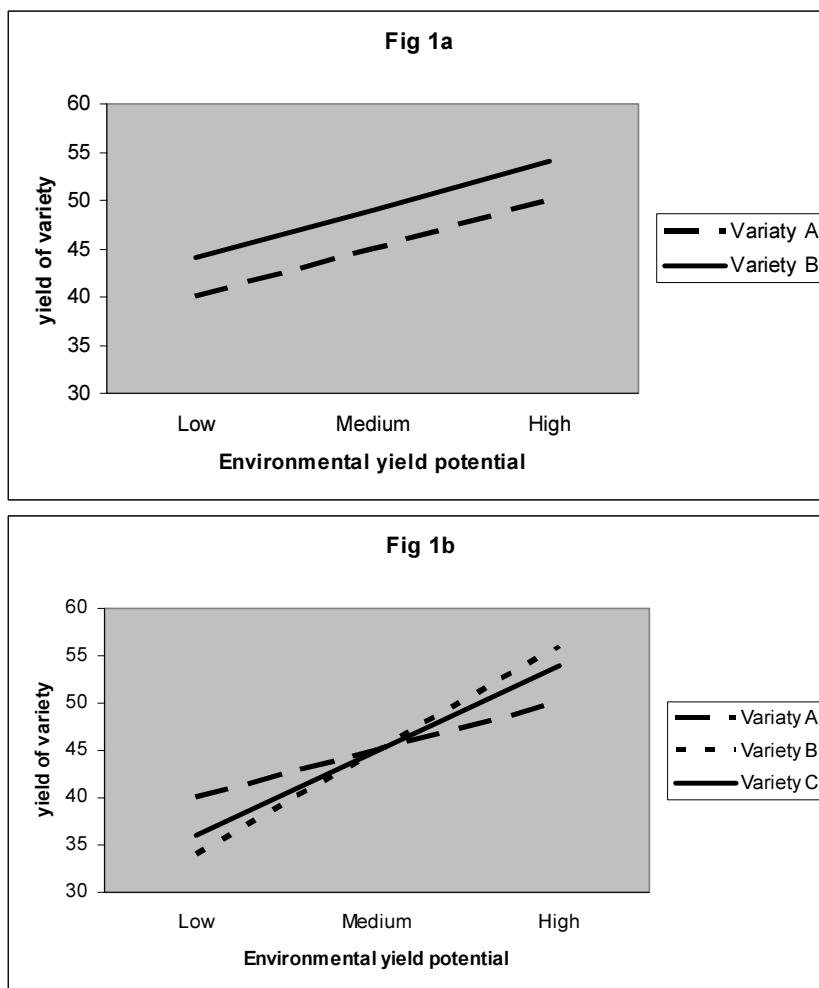 Fig 1a
60
55
50
45
40
35
30
yield of variety
Low Medium High
Environmental yield potential
Variaty A
Variety B
Fig 1b
60
55
50
45
40
35
30
yield of variety
Low Medium High
Environmental yield potential
Variaty A
Variety B
Variety C